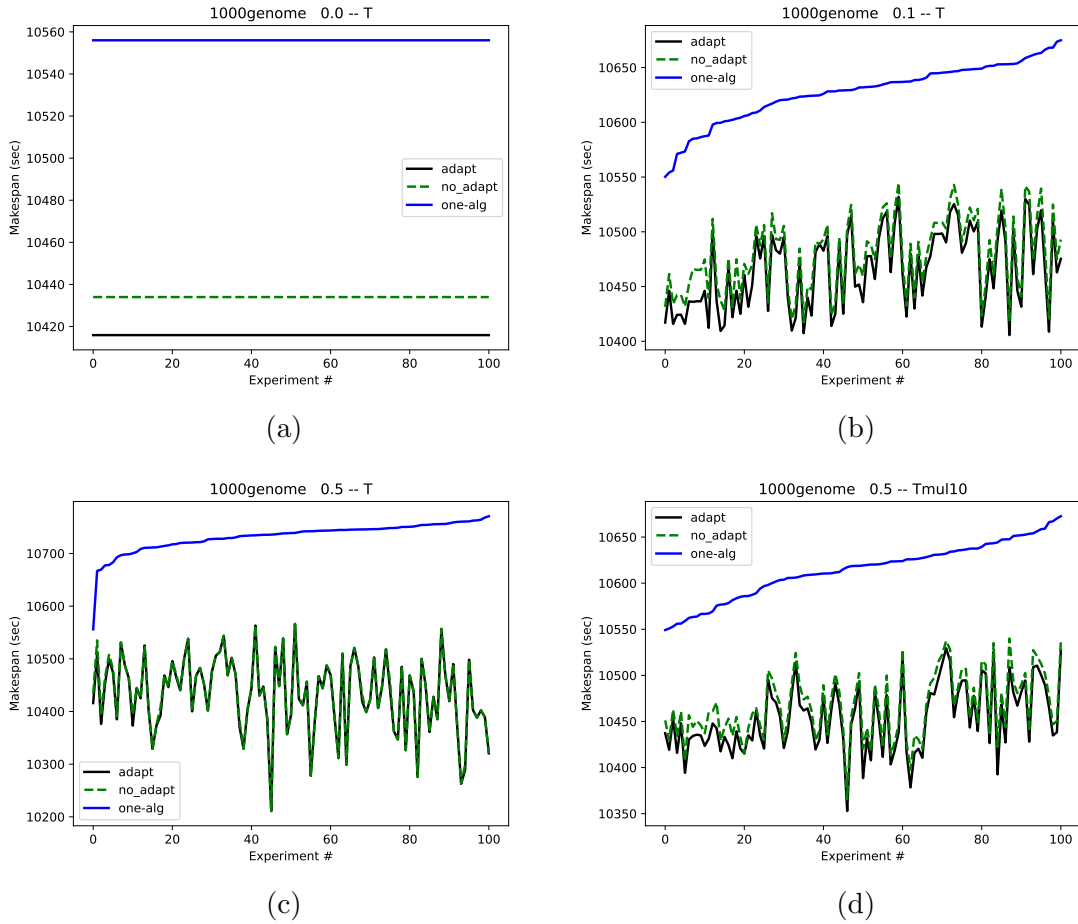 1000genome 0.0 -- T
10560
10540
10520
10500
10480
10460
10440
10420
Makespan (sec)
adapt
no_adapt
one-alg
0 20 40 60 80 100
Experiment #
(a)
1000genome 0.1 -- T
adapt
no_adapt
one-alg
10650
10600
10550
10500
10450
10400
Makespan (sec)
0 20 40 60 80 100
Experiment #
(b)
1000genome 0.5 -- T
10700
10600
10500
10400
10300
10200
Makespan (sec)
adapt
no_adapt
one-alg
0 20 40 60 80 100
Experiment #
(c)
1000genome 0.5 -- Tmul10
adapt
no_adapt
one-alg
10650
10600
10550
10500
10450
10400
10350
Makespan (sec)
0 20 40 60 80 100
Experiment #
(d)